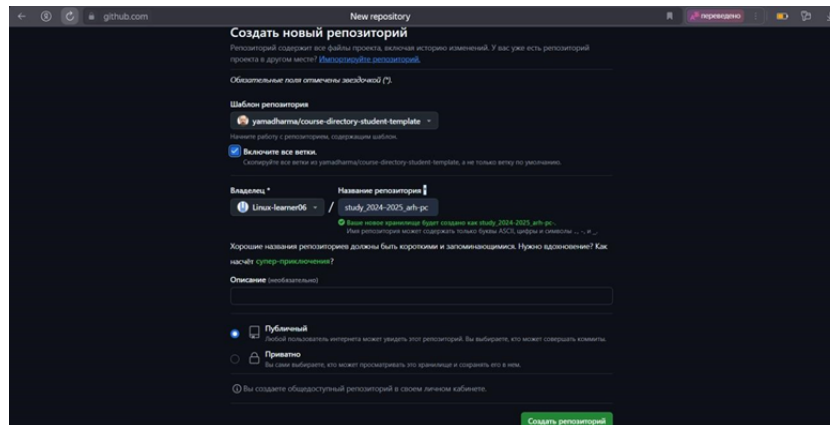 github.com
New repository
переведено
Создать новый репозиторий
Репозиторий содержит все файлы проекта, включая историю изменений. У вас уже есть репозиторий
проекта в другом месте? Импортируйте репозиторий.
Обязательные поля отмечены звездочкой (*).
Шаблон репозитория
yamadharma/course-directory-student-template
Начните работу с репозиторием, содержащим шаблон.
Включите все ветки.
Скопируйте все ветки из yamadharma/course-directory-student-template, а не только ветку по умолчанию.
Владелец * Название репозитория *
Linux-learner06 / study_2024-2025_arh-pc
Ваше новое хранилище будет создано как study_2024-2025_arh-pc-.
Имя репозитория может содержать только буквы ASCII, цифры и символы ., -, и _.
Хорошие названия репозиториев должны быть короткими и запоминающимися. Нужно вдохновение? Как
насчёт супер-приключения?
Описание (необязательно)
Публичный
Любой пользователь интернета может увидеть этот репозиторий. Вы выбираете, кто может совершать коммиты.
Приватно
Вы сами выбираете, кто может просматривать это хранилище и сохранять его в нем.
Вы создаете общедоступный репозиторий в своем личном кабинете.
Создать репозиторий